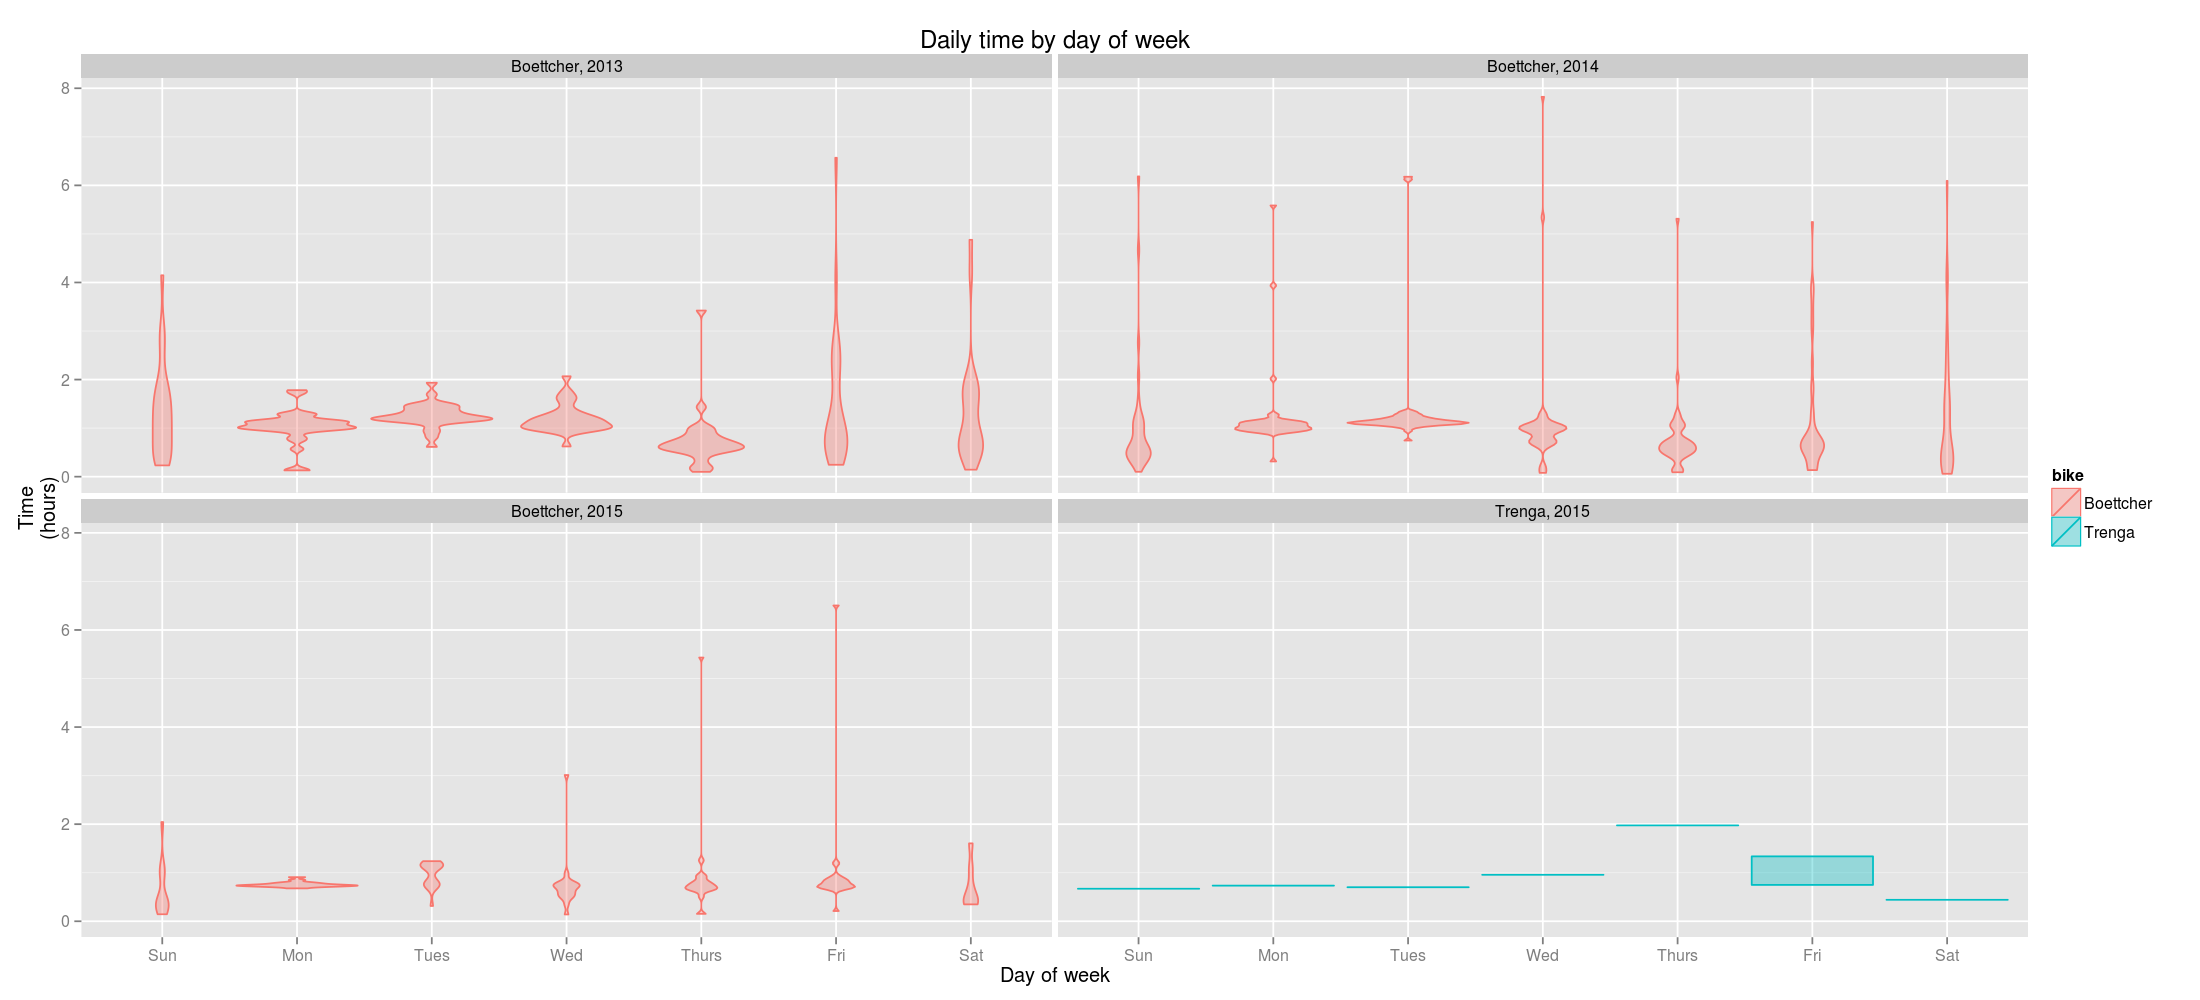 Daily time by day of week
Boettcher, 2013
Boettcher, 2014
8
6
4
2
0
Time
(hours)
Boettcher, 2015
Trenga, 2015
8
6
4
2
0
Sun Mon Tues Wed Thurs Fri Sat
Sun Mon Tues Wed Thurs Fri Sat
Day of week
bike
Boettcher
Trenga